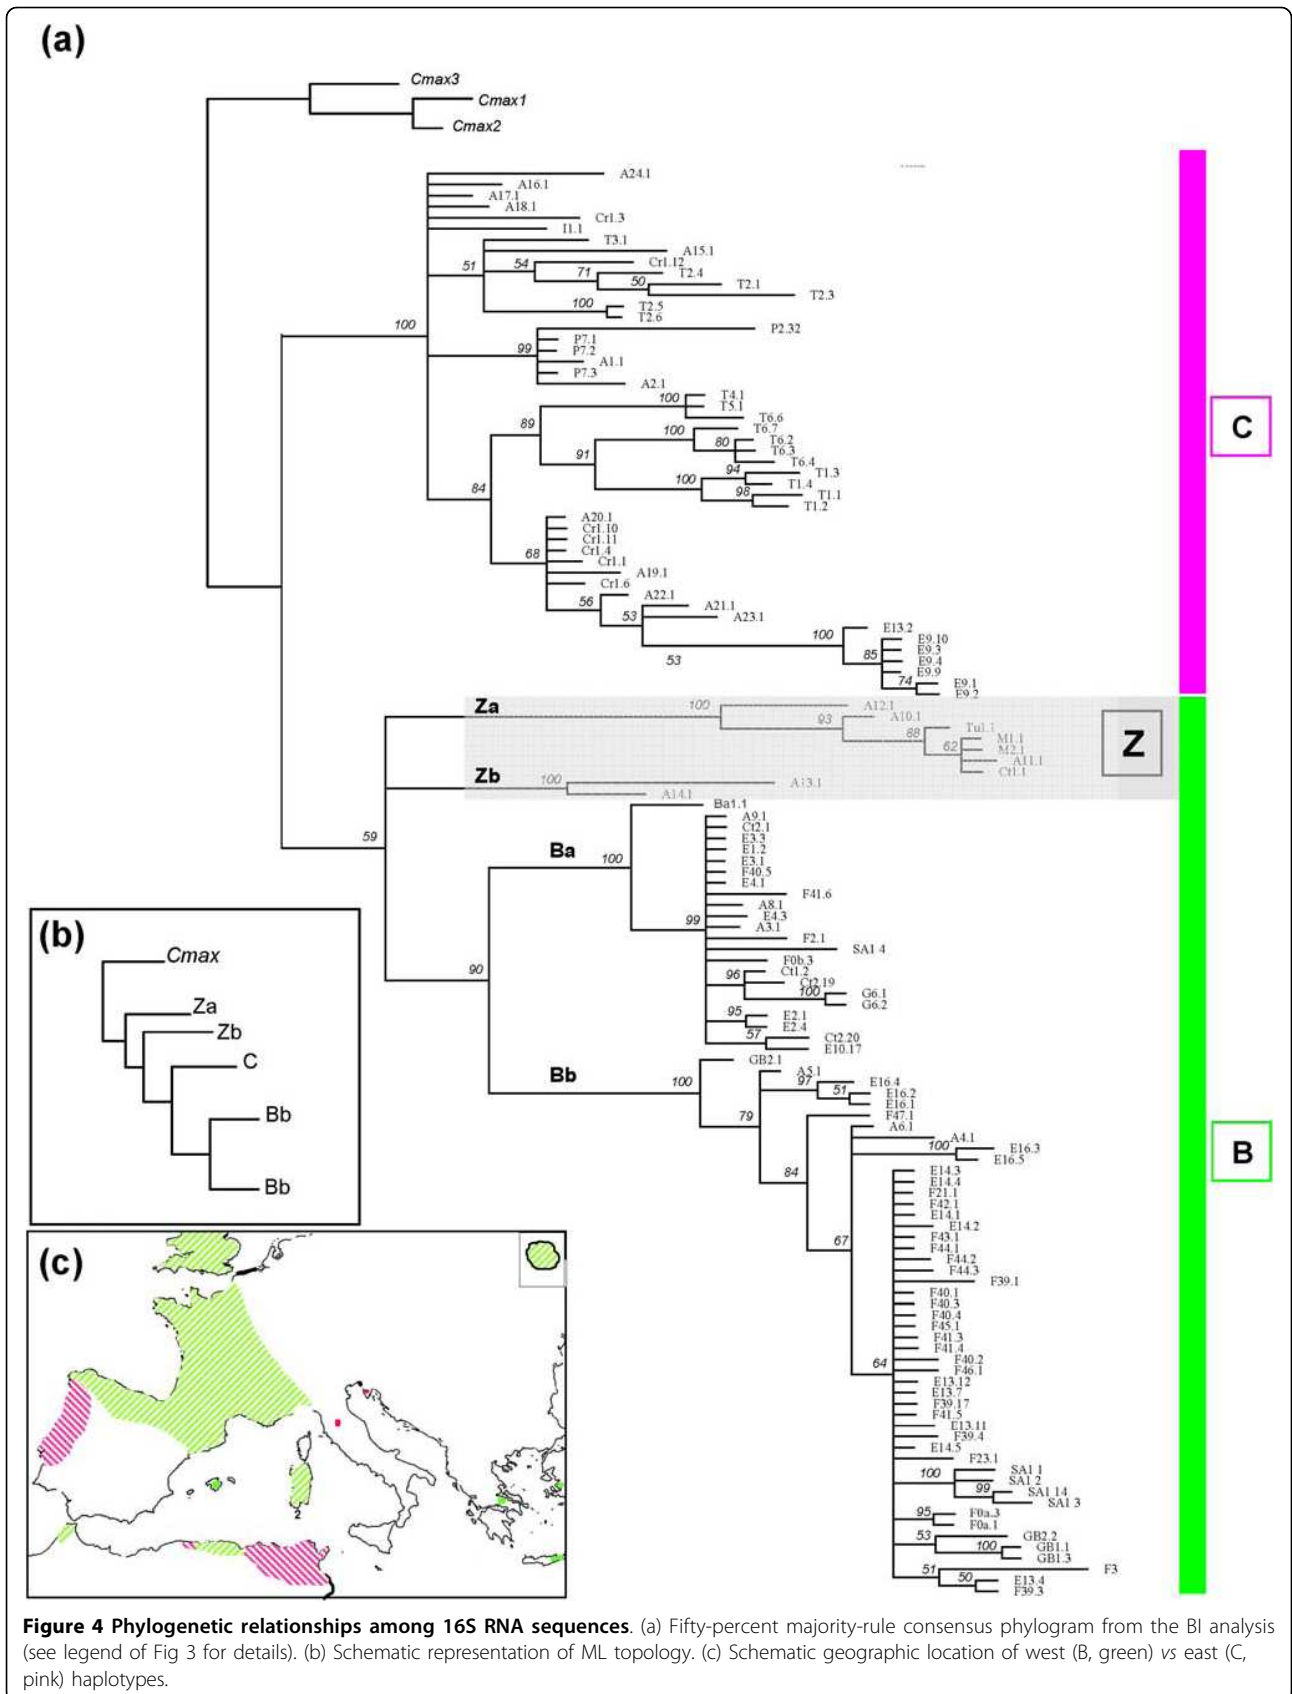 (a)
Cmax3
Cmax1
Cmax2
A24.1
A16.1
A17.1
A18.1
Cr1.3
I1.1
T3.1
A15.1
51
54
Cr1.12
71
T2.4
50
T2.1
T2.3
100
T2.5
T2.6
100
P2.32
P7.1
99
P7.2
A1.1
P7.3
A2.1
100
T4.1
T5.1
T6.6
89
T6.7
100
T6.2
80
T6.3
91
T6.4
94
T1.3
100
T1.4
98
T1.1
T1.2
84
A20.1
Cr1.10
Cr1.11
Cr1.4
68
Cr1.1
A19.1
Cr1.6
56
A22.1
A21.1
53
A23.1
100
E13.2
E9.10
E9.3
85
E9.4
E9.9
53
74
E9.1
E9.2
C
Za
100
A12.1
93
A10.1
68
Tu1.1
M1.1
62
M2.1
A11.1
Ct1.1
Z
Zb
100
A13.1
A14.1
59
Ba1.1
Ba
100
A9.1
Ct2.1
E3.3
E1.2
E3.1
F40.5
E4.1
F41.6
A8.1
E4.3
99
A3.1
F2.1
SA1 4
F0b.3
96
Ct1.2
Ct2.19
100
G6.1
G6.2
90
95
E2.1
E2.4
57
Ct2.20
E10.17
GB2.1
Bb
100
A5.1
97
E16.4
51
E16.2
E16.1
79
F47.1
A6.1
A4.1
100
E16.3
E16.5
84
E14.3
E14.4
F21.1
F42.1
E14.1
E14.2
F43.1
67
F44.1
F44.2
F44.3
F39.1
F40.1
F40.3
F40.4
F45.1
F41.3
F41.4
64
F40.2
F46.1
E13.12
E13.7
F39.17
F41.5
E13.11
F39.4
E14.5
F23.1
100
SA1 1
SA1 2
99
SA1 14
SA1 3
95
F0a.3
F0a.1
53
GB2.2
100
GB1.1
GB1.3
51
F3
50
E13.4
F39.3
B
(b)
Cmax
Za
Zb
C
Bb
Bb
(c)
2
Figure 4 Phylogenetic relationships among 16S RNA sequences. (a) Fifty-percent majority-rule consensus phylogram from the BI analysis
(see legend of Fig 3 for details). (b) Schematic representation of ML topology. (c) Schematic geographic location of west (B, green) vs east (C,
pink) haplotypes.